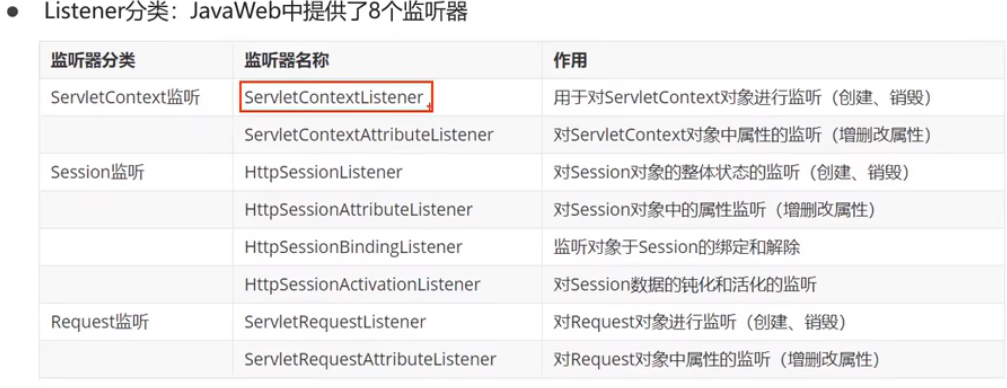 ● Listener分类：JavaWeb中提供了8个监听器
监听器分类 监听器名称 作用
ServletContext监听 ServletContextListener 用于对ServletContext对象进行监听（创建、销毁）
ServletContextAttributeListener 对ServletContext对象中属性的监听（增删改属性）
Session监听 HttpSessionListener 对Session对象的整体状态的监听（创建、销毁）
HttpSessionAttributeListener 对Session对象中的属性监听（增删改属性）
HttpSessionBindingListener 监听对象于Session的绑定和解除
HttpSessionActivationListener 对Session数据的钝化和活化的监听
Request监听 ServletRequestListener 对Request对象进行监听（创建、销毁）
ServletRequestAttributeListener 对Request对象中属性的监听（增删改属性）